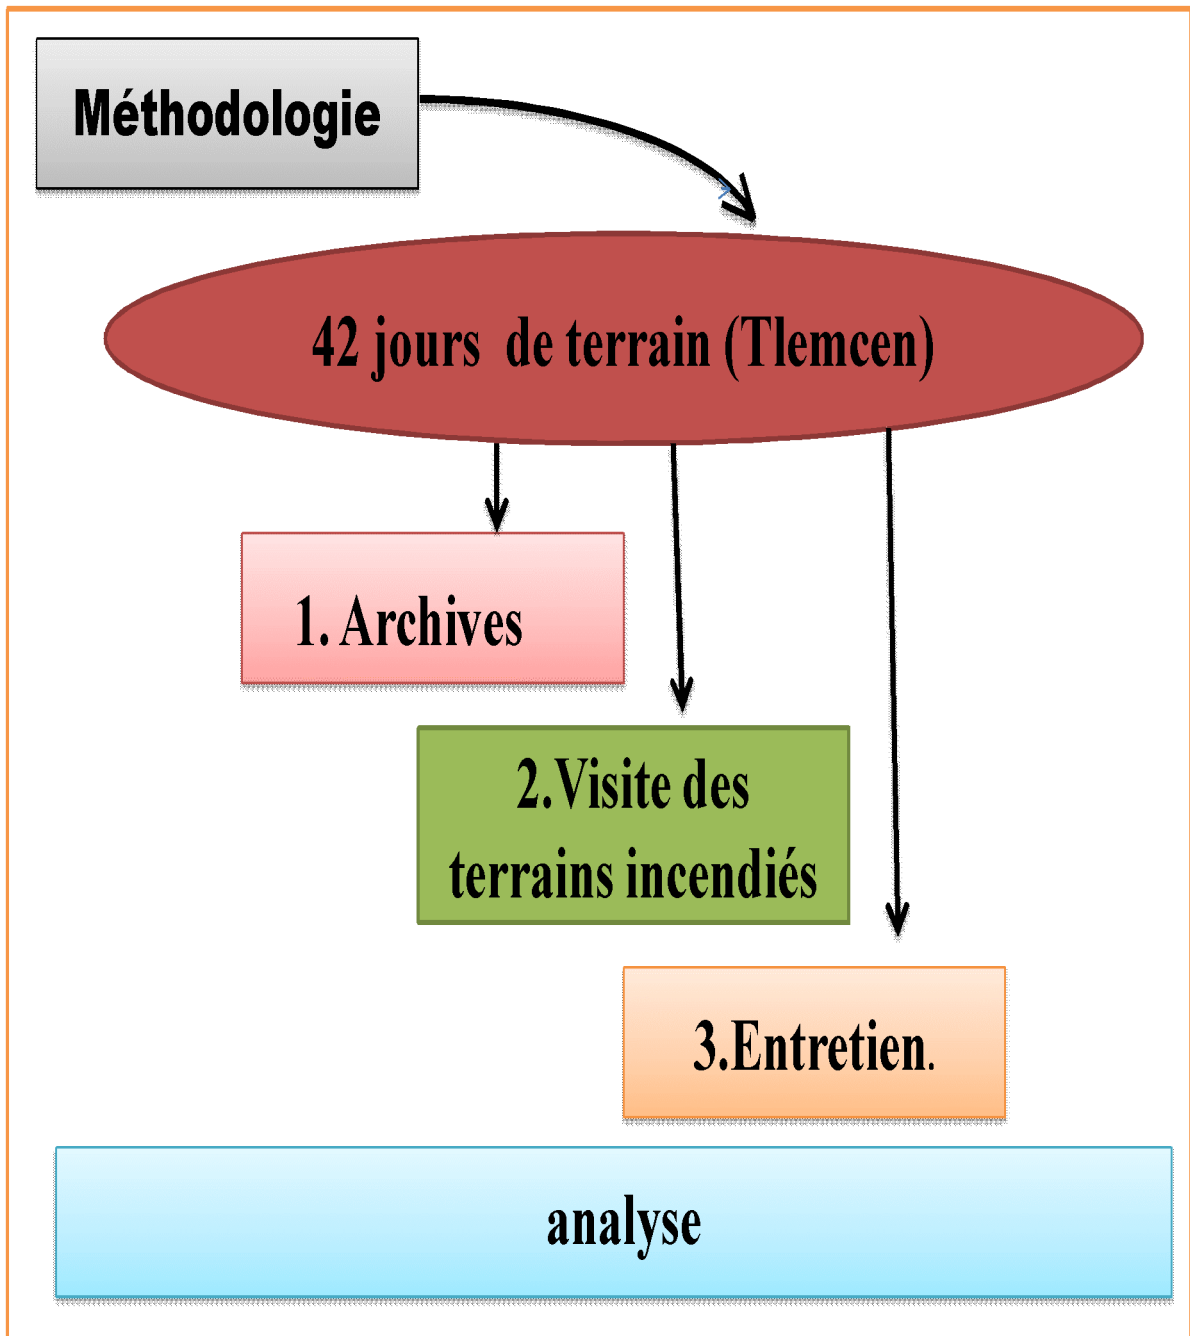 Méthodologie
42 jours de terrain (Tlemcen)
1. Archives
2.Visite des
terrains incendiés
3.Entretien.
analyse